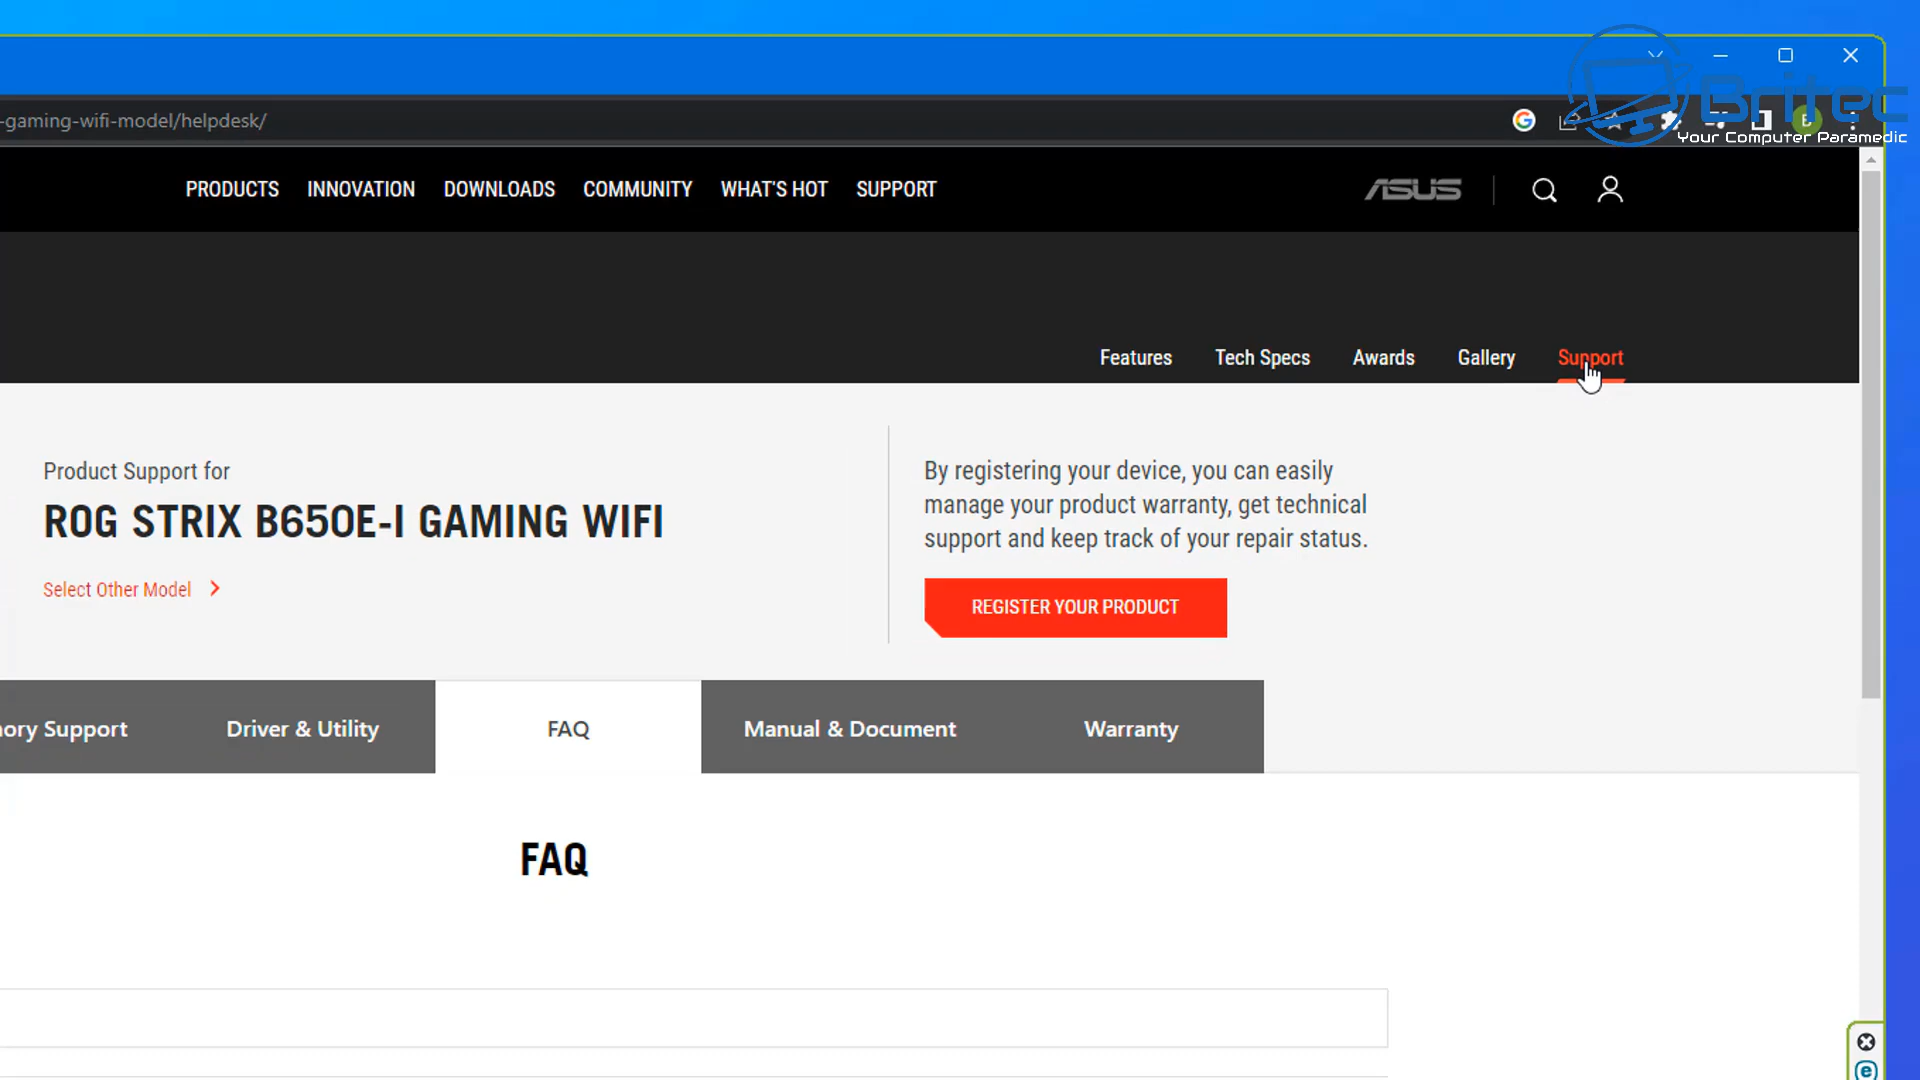 Britec
Your Computer Paramedic
-gaming-wifi-model/helpdesk/
B
PRODUCTS INNOVATION DOWNLOADS COMMUNITY WHAT'S HOT SUPPORT ASUS
Features Tech Specs Awards Gallery Support
Product Support for
ROG STRIX B650E-I GAMING WIFI
Select Other Model
By registering your device, you can easily
manage your product warranty, get technical
support and keep track of your repair status.
REGISTER YOUR PRODUCT
ory Support Driver & Utility FAQ Manual & Document Warranty
FAQ